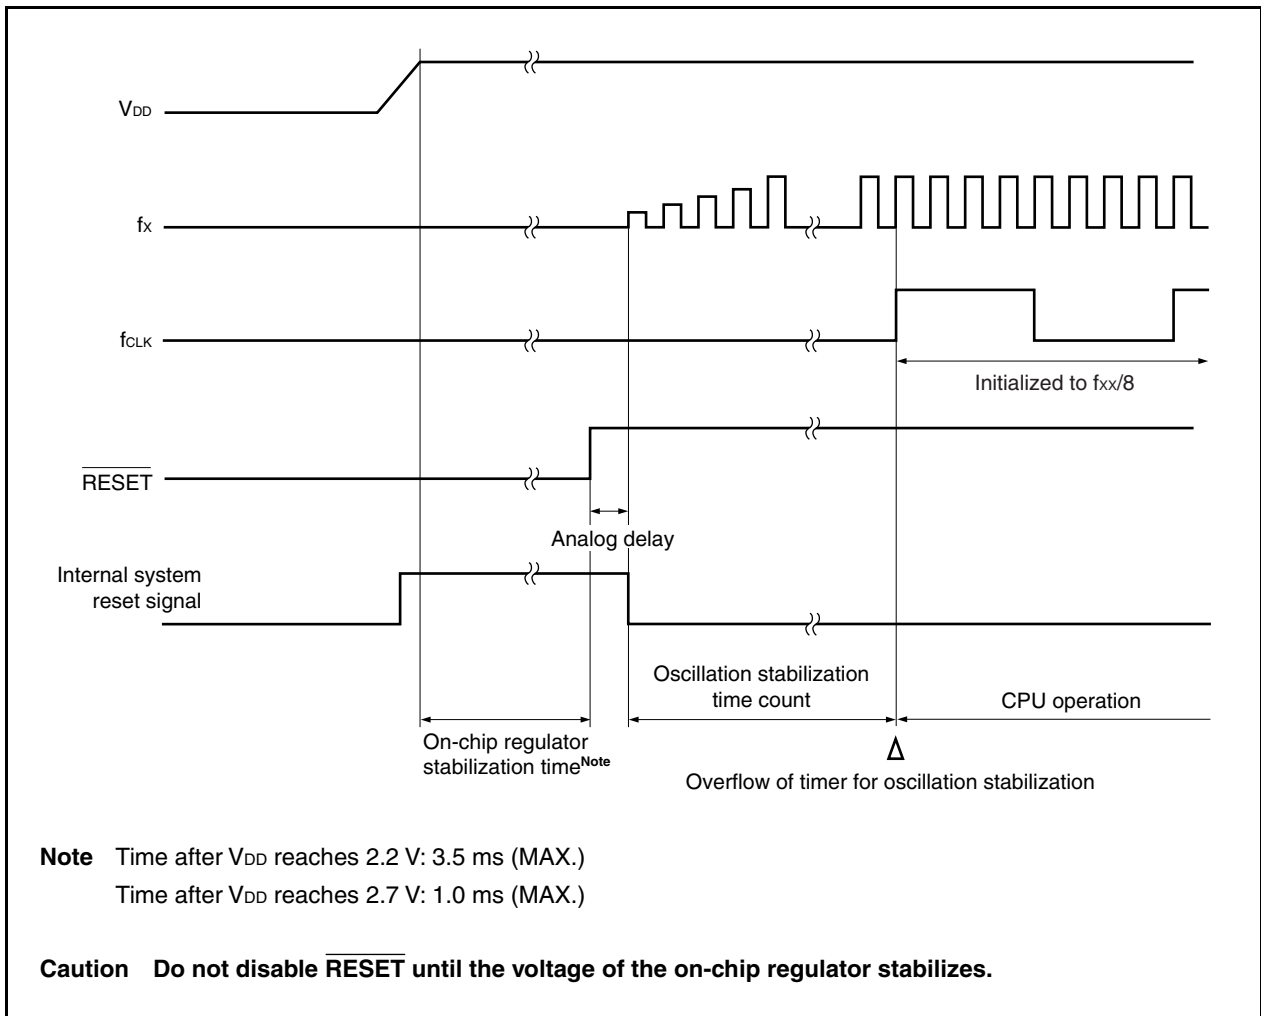 VDD
fX
fCLK
Initialized to fXX/8
RESET
Analog delay
Internal system
reset signal
Oscillation stabilization
time count
CPU operation
On-chip regulator
stabilization timeNote
Overflow of timer for oscillation stabilization
Note Time after VDD reaches 2.2 V: 3.5 ms (MAX.)
Time after VDD reaches 2.7 V: 1.0 ms (MAX.)
Caution Do not disable RESET until the voltage of the on-chip regulator stabilizes.